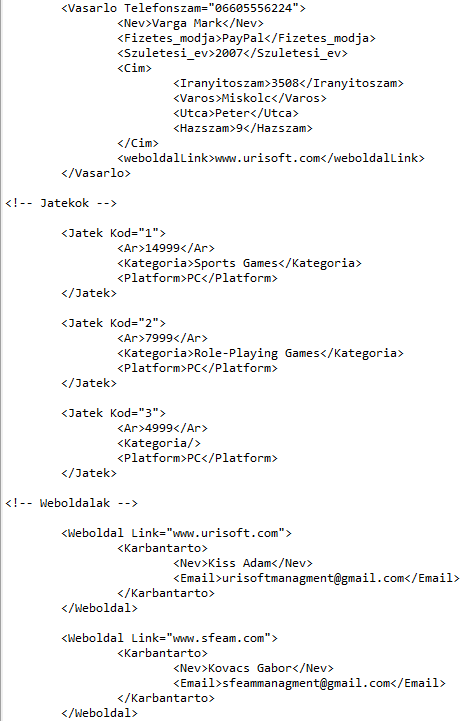 <Vasarlo Telefonszam="06605556224">
<Nev>Varga Mark</Nev>
<Fizetes_modja>PayPal</Fizetes_modja>
<Szuletesi_ev>2007</Szuletesi_ev>
<Cim>
<Iranyitoszam>3508</Iranyitoszam>
<Varos>Miskolc</Varos>
<Utca>Peter</Utca>
<Hazszam>9</Hazszam>
</Cim>
<weboldalLink>www.urisoft.com</weboldalLink>
</Vasarlo>
<!-- Jatekok -->
<Jatek Kod="1">
<Ar>14999</Ar>
<Kategoria>Sports Games</Kategoria>
<Platform>PC</Platform>
</Jatek>
<Jatek Kod="2">
<Ar>7999</Ar>
<Kategoria>Role-Playing Games</Kategoria>
<Platform>PC</Platform>
</Jatek>
<Jatek Kod="3">
<Ar>4999</Ar>
<Kategoria/>
<Platform>PC</Platform>
</Jatek>
<!-- Weboldalak -->
<Weboldal Link="www.urisoft.com">
<Karbantarto>
<Nev>Kiss Adam</Nev>
<Email>urisoftmanagment@gmail.com</Email>
</Karbantarto>
</Weboldal>
<Weboldal Link="www.sfeam.com">
<Karbantarto>
<Nev>Kovacs Gabor</Nev>
<Email>sfeammanagment@gmail.com</Email>
</Karbantarto>
</Weboldal>